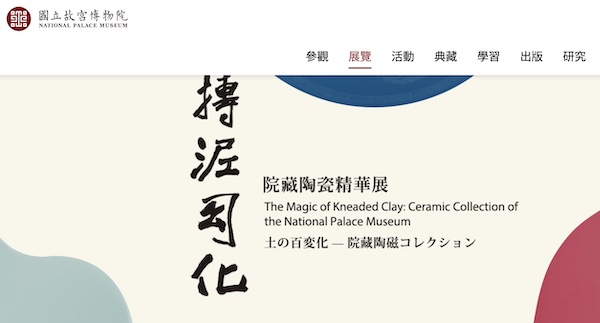 國立故宮博物院
NATIONAL PALACE MUSEUM
參觀 展覽 活動 典藏 學習 出版 研究
摶泥幻化
院藏陶瓷精華展
The Magic of Kneaded Clay: Ceramic Collection of
the National Palace Museum
土の百変化 — 院藏陶磁コレクション